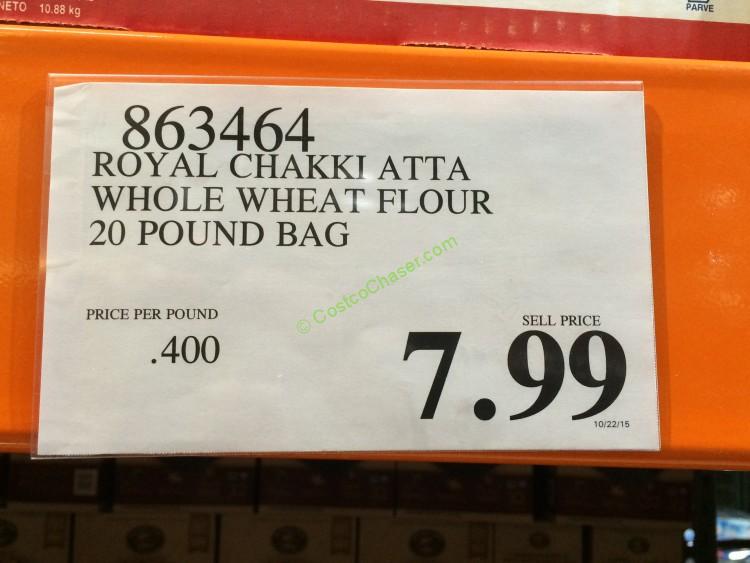 NETO 10.88 kg
PARVE
863464
ROYAL CHAKKI ATTA
WHOLE WHEAT FLOUR
20 POUND BAG
© CostcoChaser.com
PRICE PER POUND
.400
SELL PRICE
7.99
10/22/15